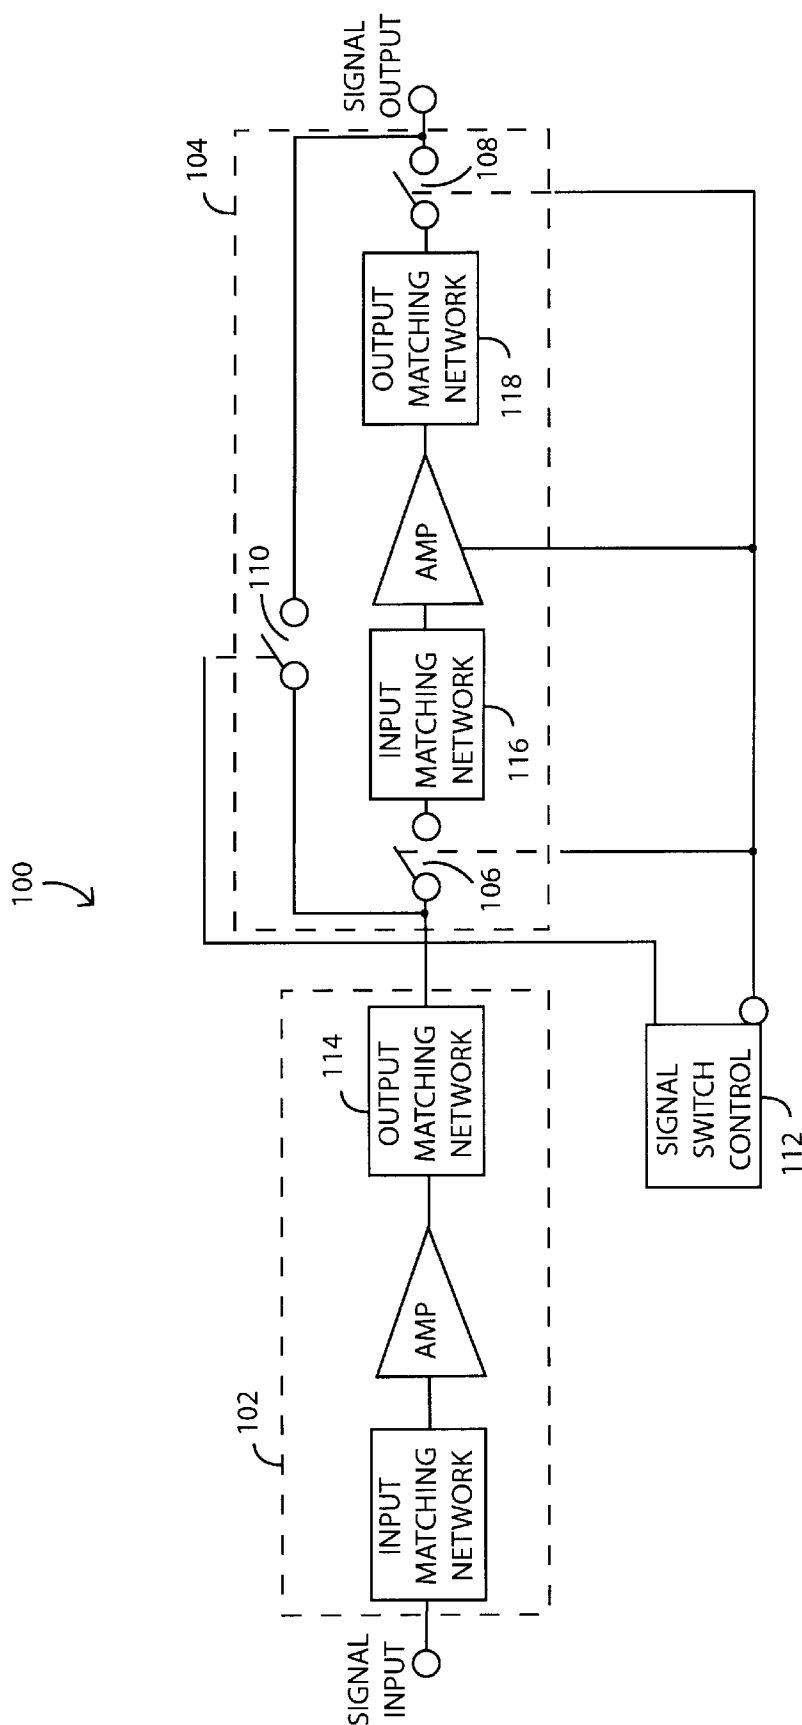 100
SIGNAL
INPUT
102
INPUT
MATCHING
NETWORK
AMP
OUTPUT
MATCHING
NETWORK
114
SIGNAL
SWITCH
CONTROL
112
104
106
110
INPUT
MATCHING
NETWORK
116
AMP
OUTPUT
MATCHING
NETWORK
118
108
SIGNAL
OUTPUT